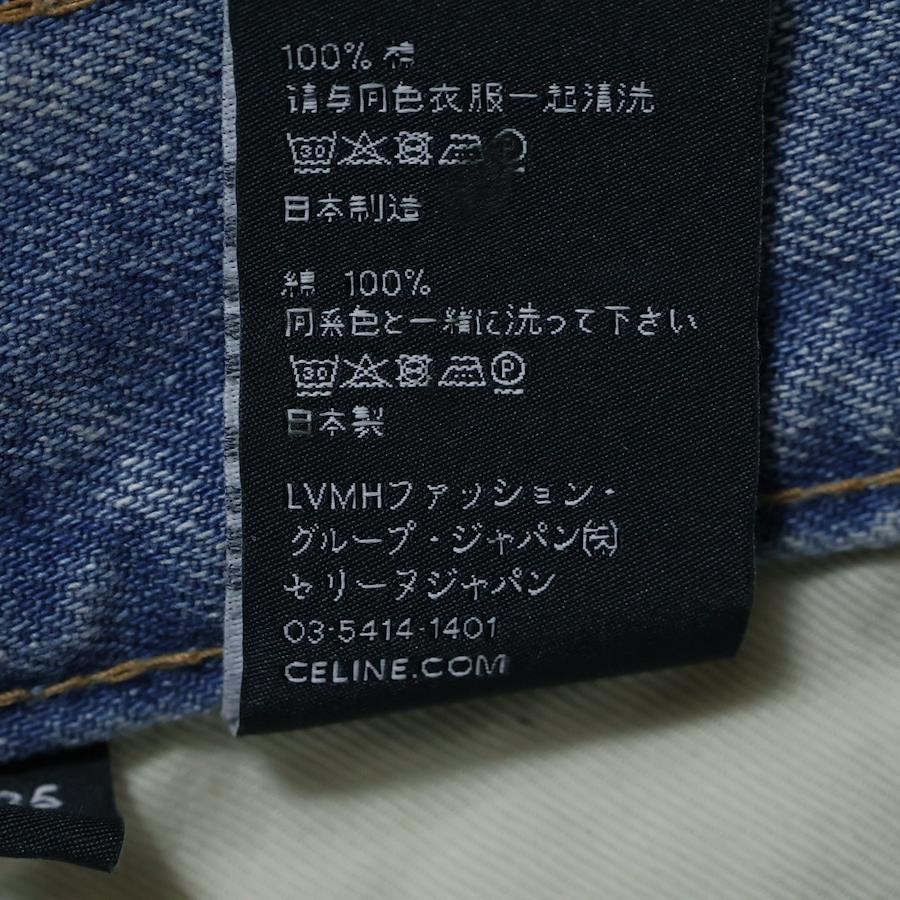 100% 棉
请与同色衣服一起清洗
30 P
日本制造
綿 100%
同系色と一緒に洗って下さい
30 P
日本製
LVMHファッション・
グループ・ジャパン㈱
セリーヌジャパン
03-5414-1401
CELINE.COM